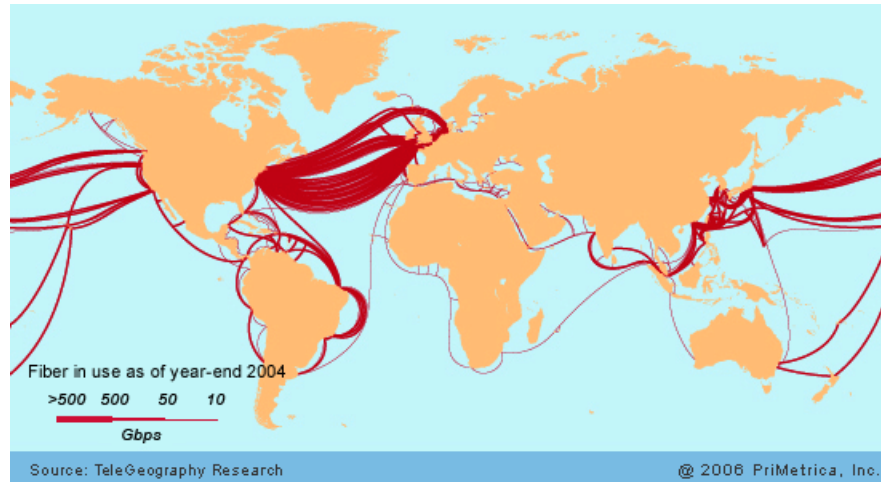 Fiber in use as of year-end 2004
>500 500 50 10
Gbps
Source: TeleGeography Research
@ 2006 PriMetrica, Inc.